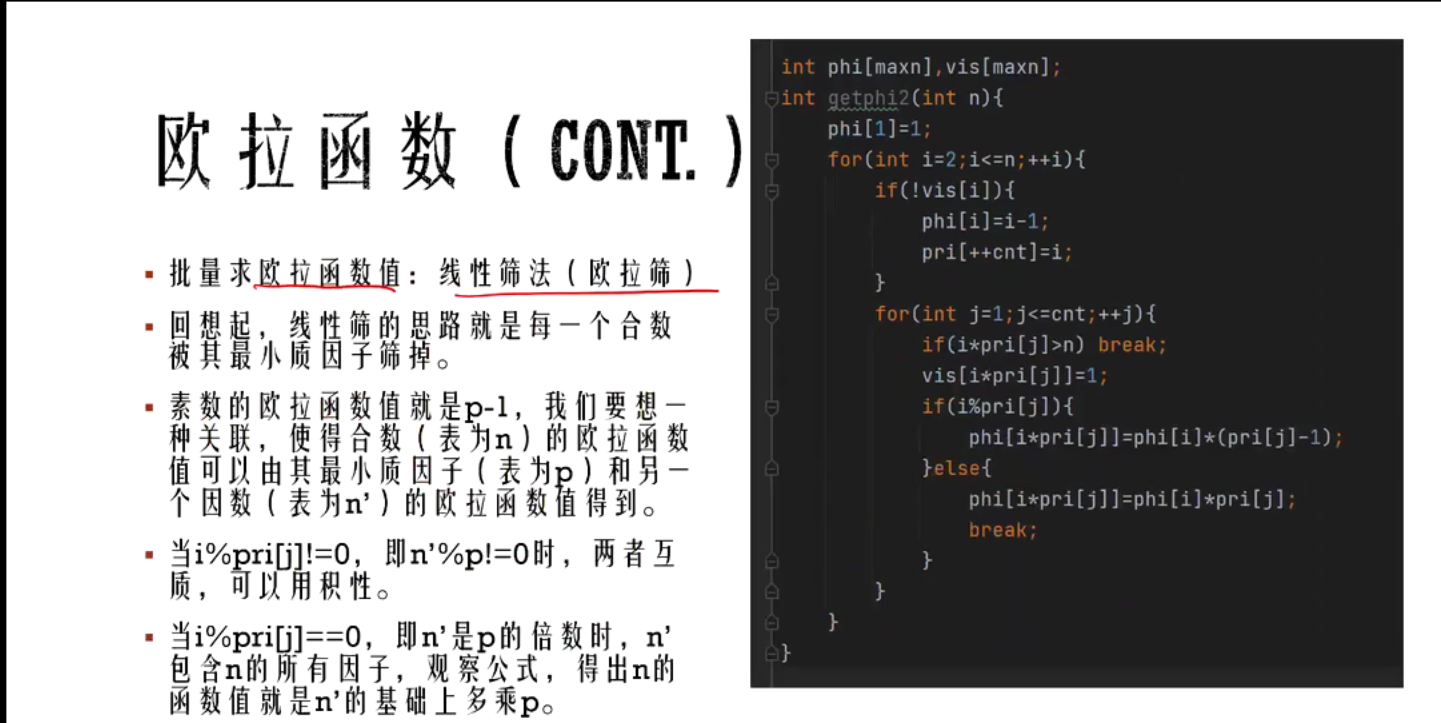 欧拉函数（CONT.）
▪ 批量求欧拉函数值：线性筛法（欧拉筛）
▪ 回想起，线性筛的思路就是每一个合数
被其最小质因子筛掉。
▪ 素数的欧拉函数值就是p-1，我们要想一
种关联，使得合数（表为n）的欧拉函数
值可以由其最小质因子（表为p）和另一
个因数（表为n’）的欧拉函数值得到。
▪ 当i%pri[j]!=0，即n’%p!=0时，两者互
质，可以用积性。
▪ 当i%pri[j]==0，即n’是p的倍数时，n’
包含n的所有因子，观察公式，得出n的
函数值就是n’的基础上多乘p。
int phi[maxn],vis[maxn];
int getphi2(int n){
    phi[1]=1;
    for(int i=2;i<=n;++i){
        if(!vis[i]){
            phi[i]=i-1;
            pri[++cnt]=i;
        }
        for(int j=1;j<=cnt;++j){
            if(i*pri[j]>n) break;
            vis[i*pri[j]]=1;
            if(i%pri[j]){
                phi[i*pri[j]]=phi[i]*(pri[j]-1);
            }else{
                phi[i*pri[j]]=phi[i]*pri[j];
                break;
            }
        }
    }
}